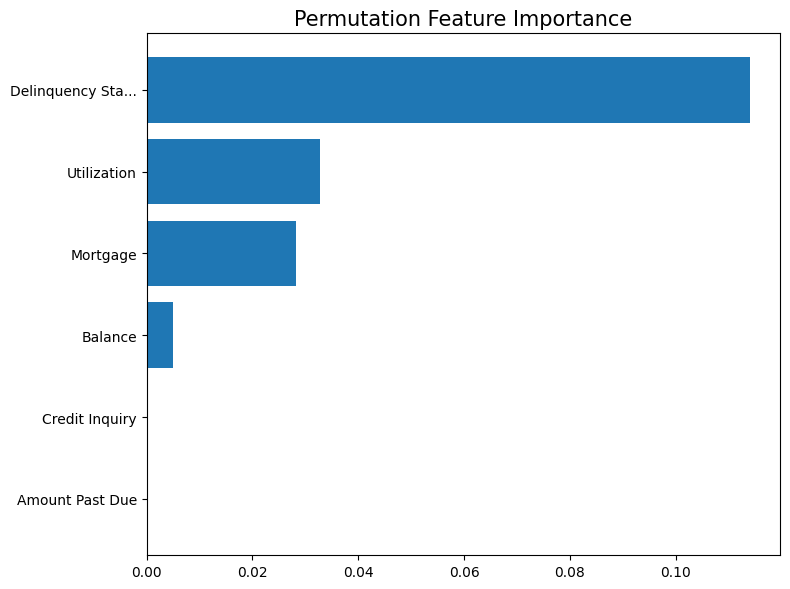 Permutation Feature Importance
Delinquency Sta...
Utilization
Mortgage
Balance
Credit Inquiry
Amount Past Due
0.00 0.02 0.04 0.06 0.08 0.10